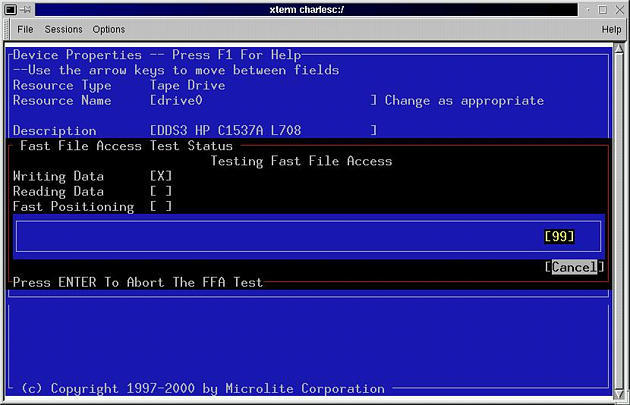 xterm charlesc:/
File Sessions Options Help
Device Properties -- Press F1 For Help
--Use the arrow keys to move between fields
Resource Type Tape Drive
Resource Name [drive0 ] Change as appropriate
Description [DDS3 HP C1537A L708 ]
Fast File Access Test Status
Testing Fast File Access
Writing Data [X]
Reading Data [ ]
Fast Positioning [ ]
[99]
[Cancel]
Press ENTER To Abort The FFA Test
(c) Copyright 1997-2000 by Microlite Corporation